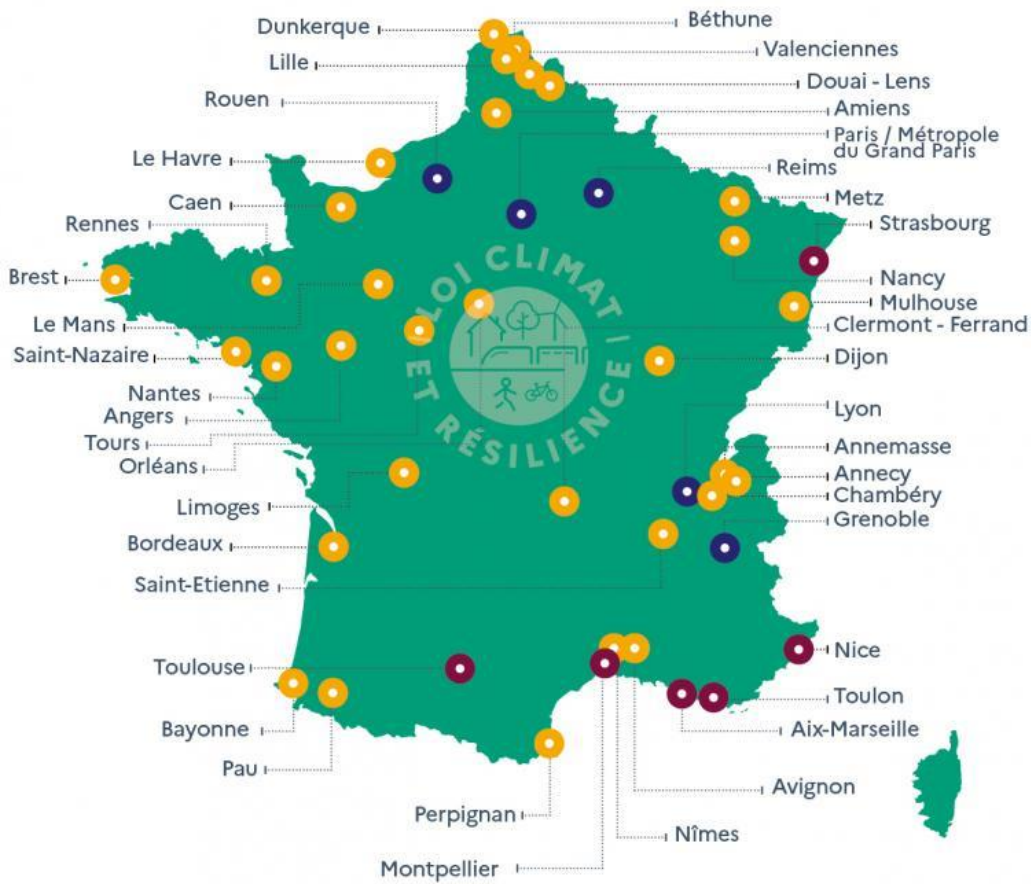 Dunkerque
Béthune
Lille
Valenciennes
Douai - Lens
Rouen
Amiens
Paris / Métropole
du Grand Paris
Le Havre
Reims
Caen
Metz
Rennes
Strasbourg
Brest
Nancy
Mulhouse
Le Mans
Clermont - Ferrand
Saint-Nazaire
Dijon
Nantes
Angers
Lyon
Tours
Orléans
Annemasse
Annecy
Chambéry
Limoges
Grenoble
Bordeaux
Saint-Etienne
Toulouse
Nice
Toulon
Bayonne
Aix-Marseille
Pau
Avignon
Perpignan
Nîmes
Montpellier
LOI CLIMAT
ET RÉSILIENCE